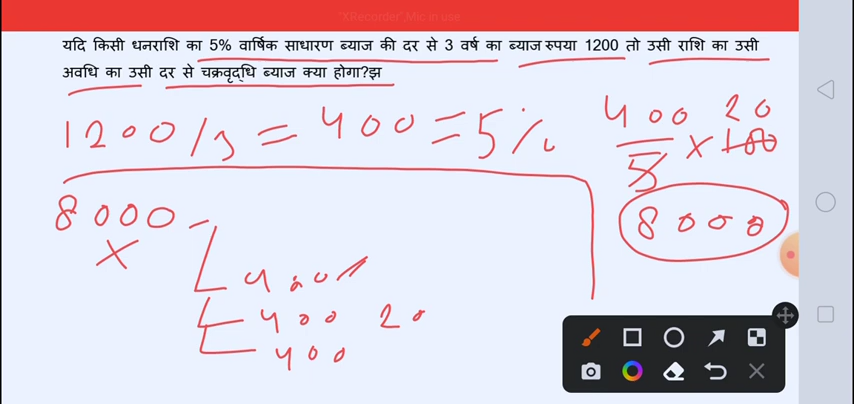 "XRecorder".Mic in use
यदि किसी धनराशि का 5% वार्षिक साधारण ब्याज की दर से 3 वर्ष का ब्याज रुपया 1200 तो उसी राशि का उसी
अवधि का उसी दर से चक्रवृद्धि ब्याज क्या होगा?झ
1200/3 = 400 = 5%
400/5 × 100 20
8000
8000
×
400
400 20
400